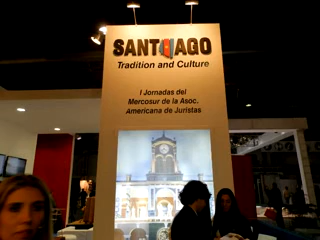 SANTIAGO
Tradition and Culture
I Jornadas del
Mercosur de la Asoc.
Americana de Juristas